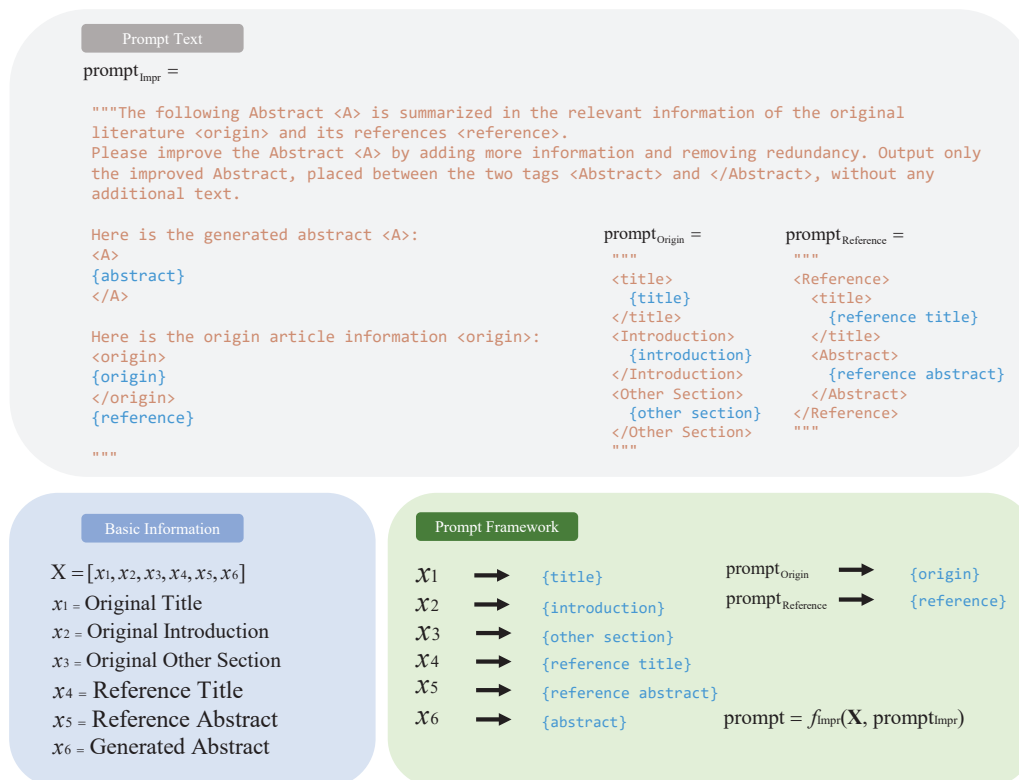 Prompt Text
prompt_Impr =
"""The following Abstract <A> is summarized in the relevant information of the original
literature <origin> and its references <reference>.
Please improve the Abstract <A> by adding more information and removing redundancy. Output only
the improved Abstract, placed between the two tags <Abstract> and </Abstract>, without any
additional text.
Here is the generated abstract <A>:
<A>
{abstract}
</A>
Here is the origin article information <origin>:
<origin>
{origin}
</origin>
{reference}
"""
prompt_Origin =
"""
<title>
{title}
</title>
<Introduction>
{introduction}
</Introduction>
<Other Section>
{other section}
</Other Section>
"""
prompt_Reference =
"""
<Reference>
<title>
{reference title}
</title>
<Abstract>
{reference abstract}
</Abstract>
</Reference>
"""
Basic Information
X = [x1, x2, x3, x4, x5, x6]
x1 = Original Title
x2 = Original Introduction
x3 = Original Other Section
x4 = Reference Title
x5 = Reference Abstract
x6 = Generated Abstract
Prompt Framework
x1 → {title}
x2 → {introduction}
x3 → {other section}
x4 → {reference title}
x5 → {reference abstract}
x6 → {abstract}
prompt_Origin → {origin}
prompt_Reference → {reference}
prompt = f_Impr(X, prompt_Impr)